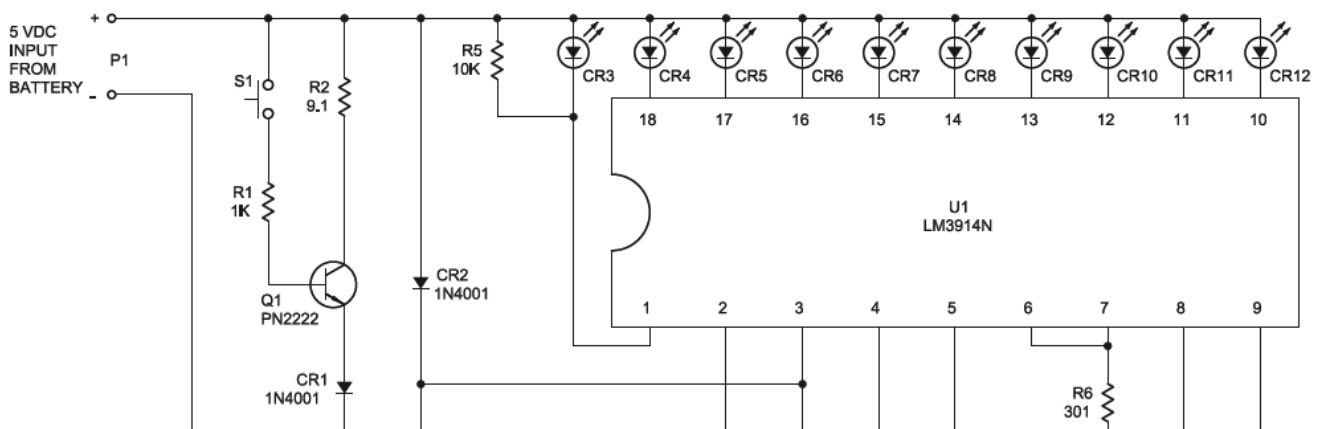 5 VDC
INPUT
FROM
BATTERY
+
-
P1
S1
R2
9.1
R1
1K
Q1
PN2222
CR1
1N4001
CR2
1N4001
R5
10K
CR3
CR4
CR5
CR6
CR7
CR8
CR9
CR10
CR11
CR12
18 17 16 15 14 13 12 11 10
U1
LM3914N
1 2 3 4 5 6 7 8 9
R6
301